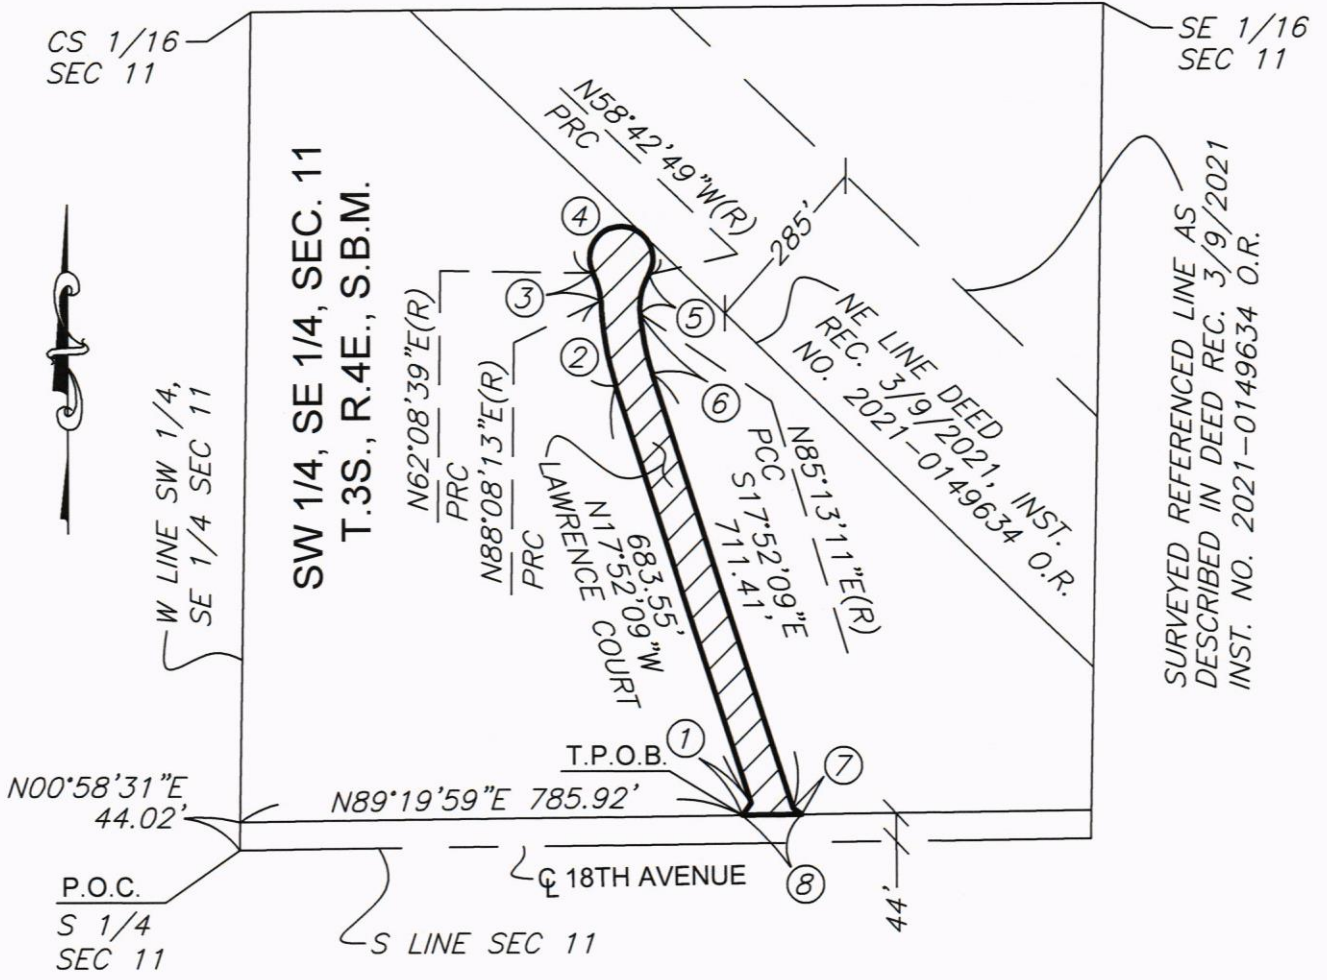 CS 1/16
SEC 11
SE 1/16
SEC 11
SW 1/4, SE 1/4, SEC. 11
T.3S., R.4E., S.B.M.
N58°42'49"W(R)
PRC
285'
④
③
②
⑤
⑥
N62°08'39"E(R)
PRC
N88°08'13"E(R)
PRC
W LINE SW 1/4,
SE 1/4 SEC 11
NE LINE DEED
REC. 3/9/2021, INST.
NO. 2021-0149634 O.R.
SURVEYED REFERENCED LINE AS
DESCRIBED IN DEED REC. 3/9/2021
INST. NO. 2021-0149634 O.R.
N85°13'11"E(R)
PCC
S17°52'09"E
711.41'
683.55'
N17°52'09"W
LAWRENCE COURT
T.P.O.B.
①
⑦
N00°58'31"E
44.02'
N89°19'59"E 785.92'
P.O.C.
S 1/4
SEC 11
℄ 18TH AVENUE
⑧
44'
S LINE SEC 11